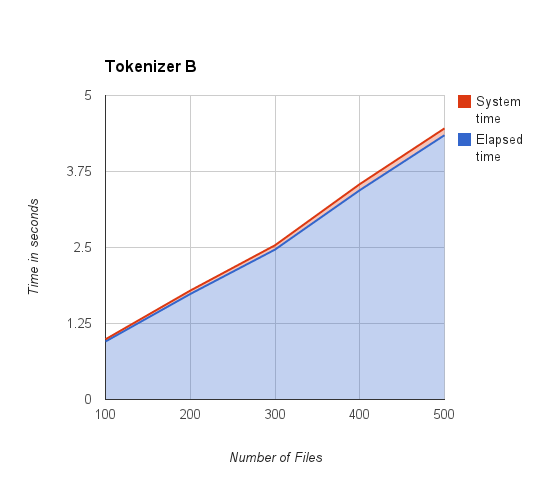 Tokenizer B
5
3.75
2.5
1.25
0
100 200 300 400 500
Time in seconds
Number of Files
System
time
Elapsed
time